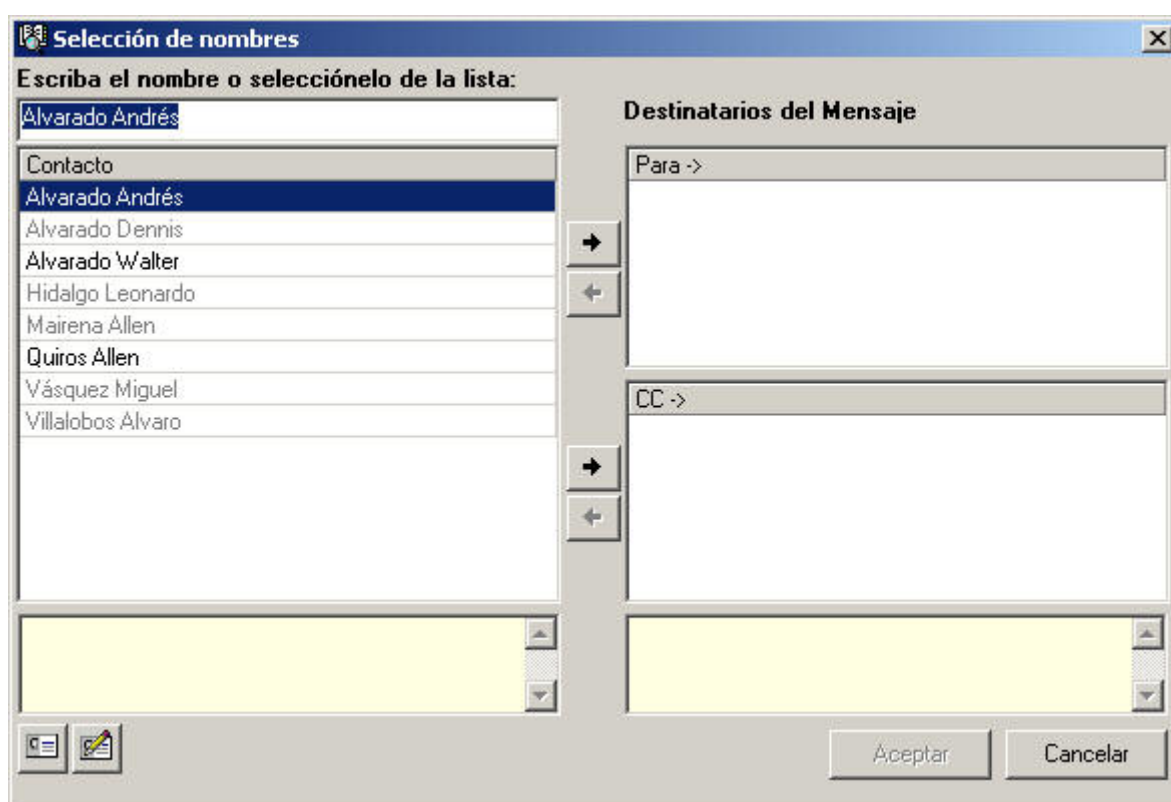 Selección de nombres
Escriba el nombre o selecciónelo de la lista:
Alvarado Andrés
Contacto
Alvarado Andrés
Alvarado Dennis
Alvarado Walter
Hidalgo Leonardo
Mairena Allen
Quiros Allen
Vásquez Miguel
Villalobos Alvaro
Destinatarios del Mensaje
Para ->
CC ->
Aceptar
Cancelar